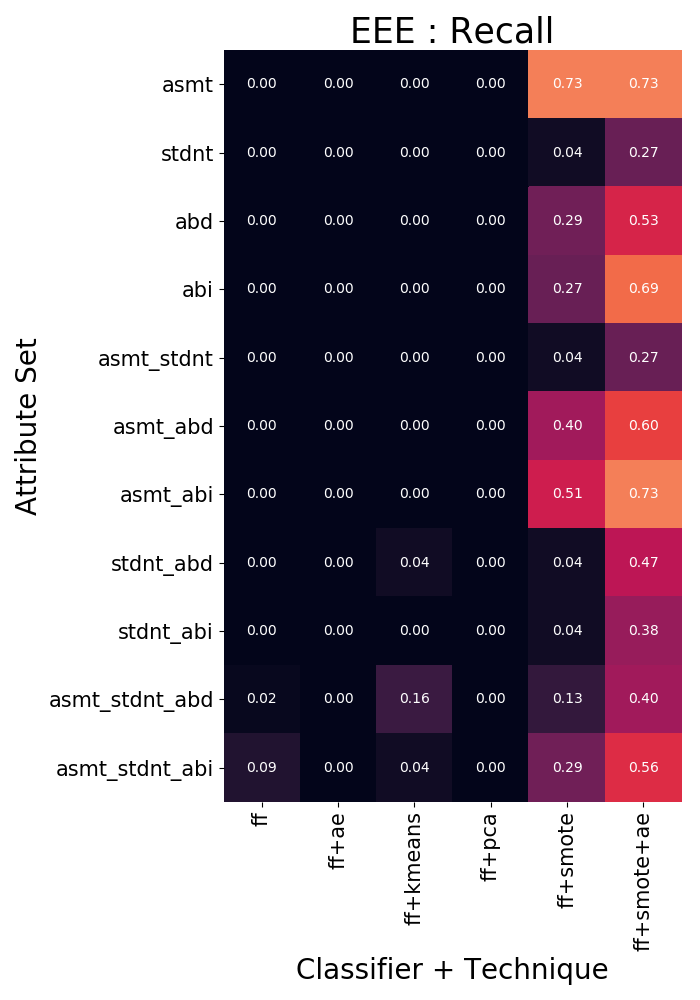 EEE : Recall
Attribute Set
asmt 0.00 0.00 0.00 0.00 0.73 0.73
stdnt 0.00 0.00 0.00 0.00 0.04 0.27
abd 0.00 0.00 0.00 0.00 0.29 0.53
abi 0.00 0.00 0.00 0.00 0.27 0.69
asmt_stdnt 0.00 0.00 0.00 0.00 0.04 0.27
asmt_abd 0.00 0.00 0.00 0.00 0.40 0.60
asmt_abi 0.00 0.00 0.00 0.00 0.51 0.73
stdnt_abd 0.00 0.00 0.04 0.00 0.04 0.47
stdnt_abi 0.00 0.00 0.00 0.00 0.04 0.38
asmt_stdnt_abd 0.02 0.00 0.16 0.00 0.13 0.40
asmt_stdnt_abi 0.09 0.00 0.04 0.00 0.29 0.56
ff
ff+ae
ff+kmeans
ff+pca
ff+smote
ff+smote+ae
Classifier + Technique